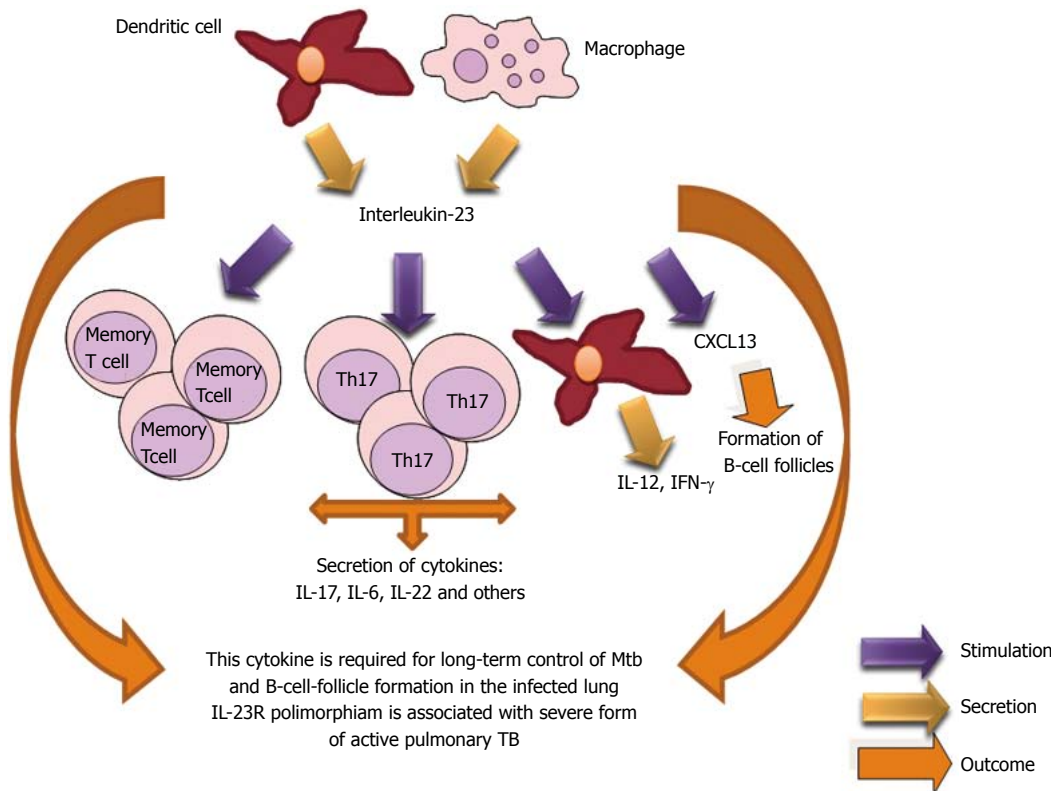 Dendritic cell
Macrophage
Interleukin-23
Memory
T cell
Memory
Tcell
Memory
Tcell
Th17
Th17
Th17
CXCL13
Formation of
B-cell follicles
IL-12, IFN-γ
Secretion of cytokines:
IL-17, IL-6, IL-22 and others
This cytokine is required for long-term control of Mtb
and B-cell-follicle formation in the infected lung
IL-23R polimorphiam is associated with severe form
of active pulmonary TB
Stimulation
Secretion
Outcome